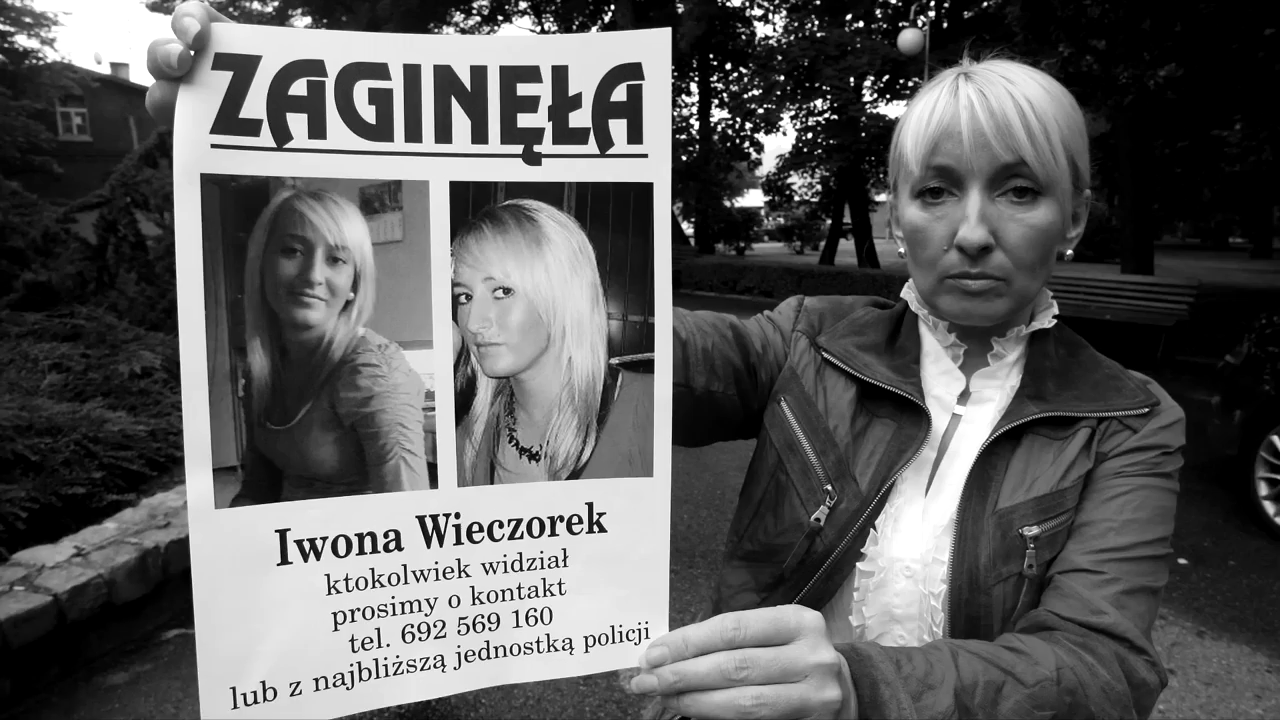 ZAGINĘŁA
Iwona Wieczorek
ktokolwiek widział
prosimy o kontakt
tel. 692 569 160
lub z najbliższą jednostką policji